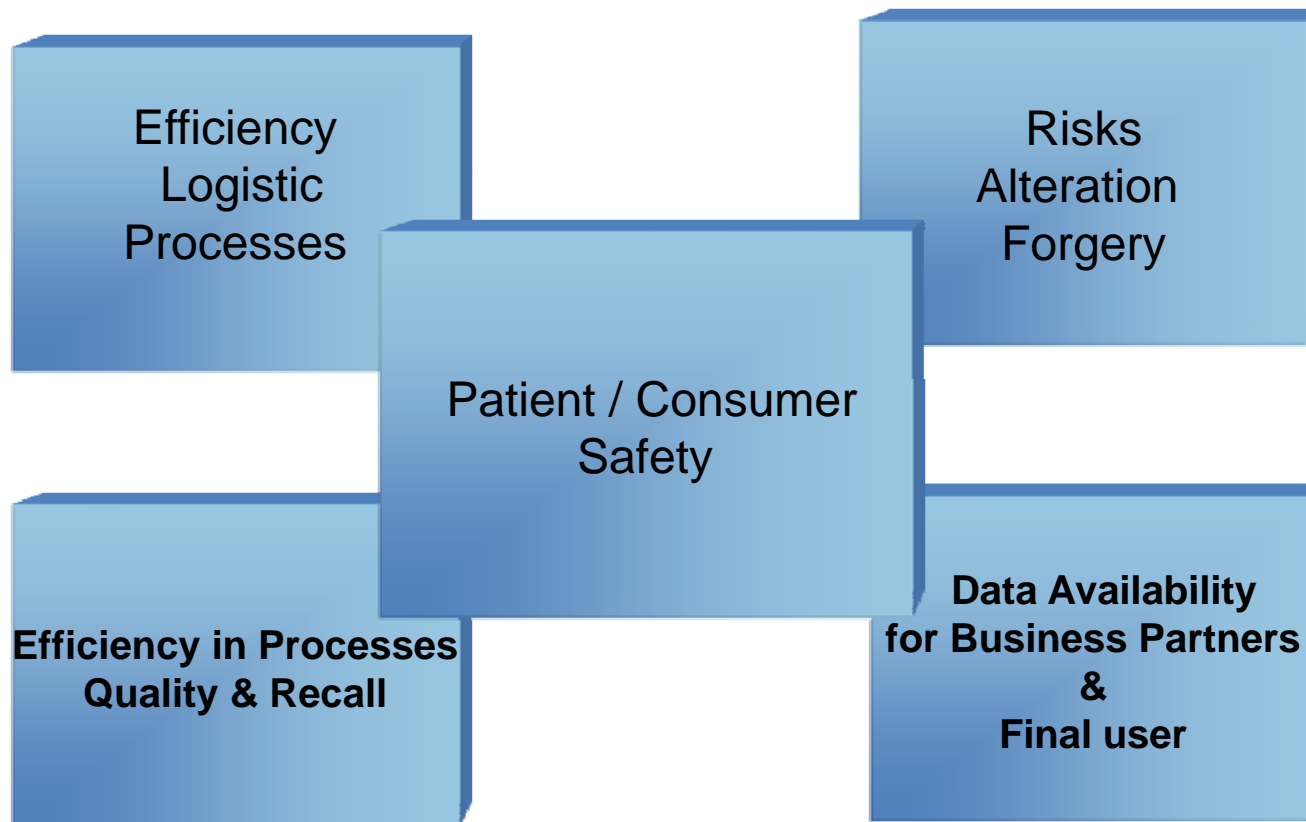 Efficiency
Logistic
Processes
Risks
Alteration
Forgery
Patient / Consumer
Safety
Efficiency in Processes
Quality & Recall
Data Availability
for Business Partners
&
Final user